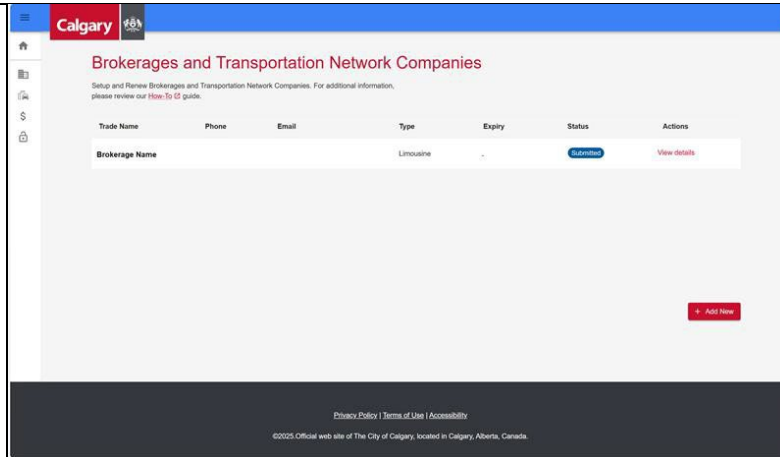 Calgary
Brokerages and Transportation Network Companies
Setup and Renew Brokerages and Transportation Network Companies. For additional information,
please review our How-To guide.
Trade Name Phone Email Type Expiry Status Actions
Brokerage Name Limousine - Submitted View details
+ Add New
Privacy Policy | Terms of Use | Accessibility
©2025.Official web site of The City of Calgary, located in Calgary, Alberta, Canada.